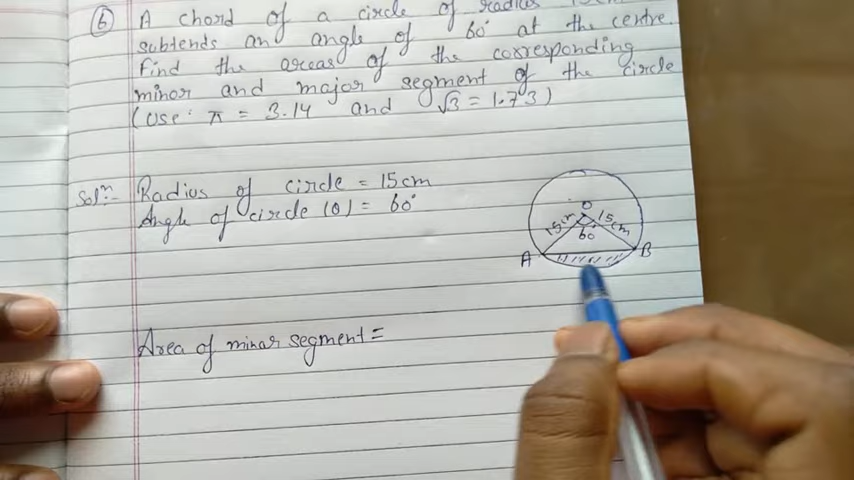 6 A chord of a circle of radius 15cm
subtends an angle of 60° at the centre
Find the areas of the corresponding
minor and major segment of the circle
(Use π = 3.14 and √3 = 1.73)
Solⁿ:- Radius of circle = 15cm
Angle of circle (θ) = 60°
O
15cm 15cm
60°
A B
Area of minar segment =